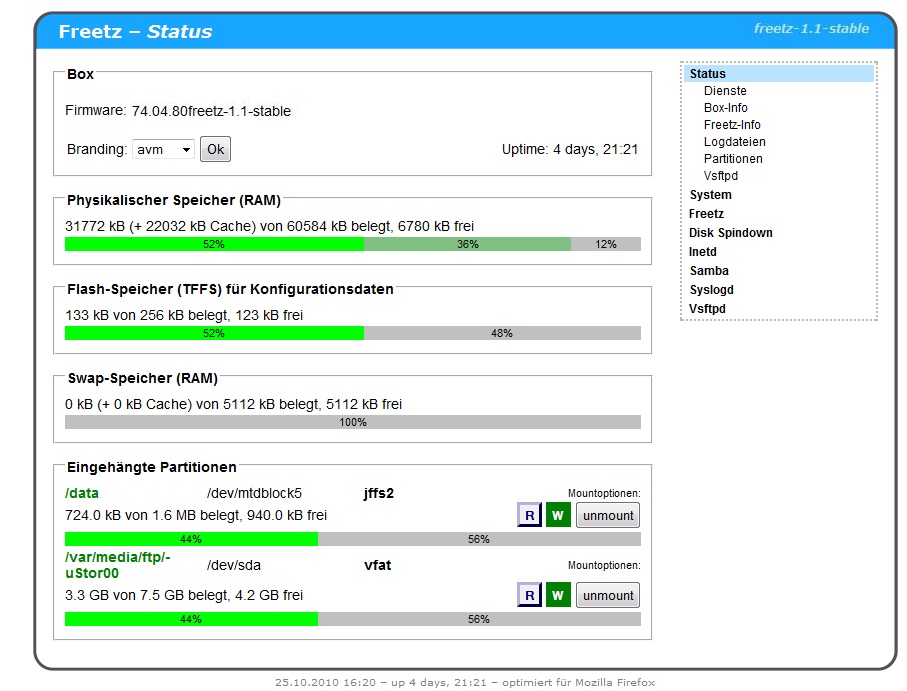 Freetz – Status
freetz-1.1-stable
Box
Firmware: 74.04.80freetz-1.1-stable
Branding: avm Ok Uptime: 4 days, 21:21
Physikalischer Speicher (RAM)
31772 kB (+ 22032 kB Cache) von 60584 kB belegt, 6780 kB frei
52% 36% 12%
Flash-Speicher (TFFS) für Konfigurationsdaten
133 kB von 256 kB belegt, 123 kB frei
52% 48%
Swap-Speicher (RAM)
0 kB (+ 0 kB Cache) von 5112 kB belegt, 5112 kB frei
100%
Eingehängte Partitionen
/data /dev/mtdblock5 jffs2 Mountoptionen:
724.0 kB von 1.6 MB belegt, 940.0 kB frei R W unmount
44% 56%
/var/media/ftp/-
uStor00 /dev/sda vfat Mountoptionen:
3.3 GB von 7.5 GB belegt, 4.2 GB frei R W unmount
44% 56%
Status
Dienste
Box-Info
Freetz-Info
Logdateien
Partitionen
Vsftpd
System
Freetz
Disk Spindown
Inetd
Samba
Syslogd
Vsftpd
25.10.2010 16:20 – up 4 days, 21:21 – optimiert für Mozilla Firefox